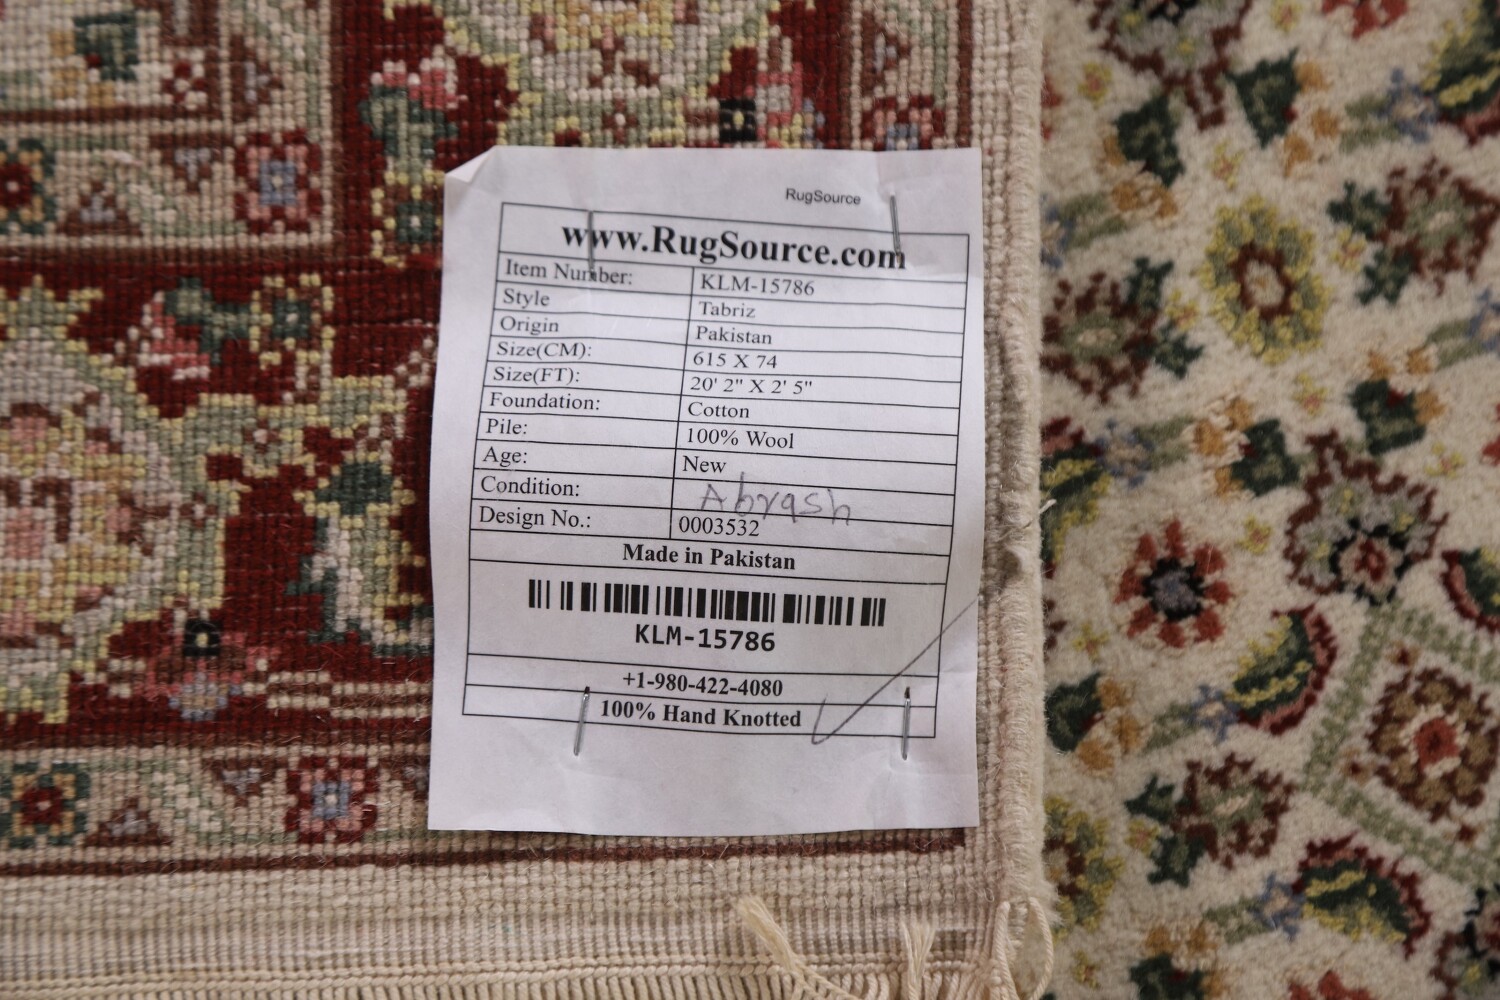 RugSource
www.RugSource.com
Item Number: KLM-15786
Style Tabriz
Origin Pakistan
Size(CM): 615 X 74
Size(FT): 20' 2" X 2' 5"
Foundation: Cotton
Pile: 100% Wool
Age: New
Condition: Abrash
Design No.: 0003532
Made in Pakistan
KLM-15786
+1-980-422-4080
100% Hand Knotted